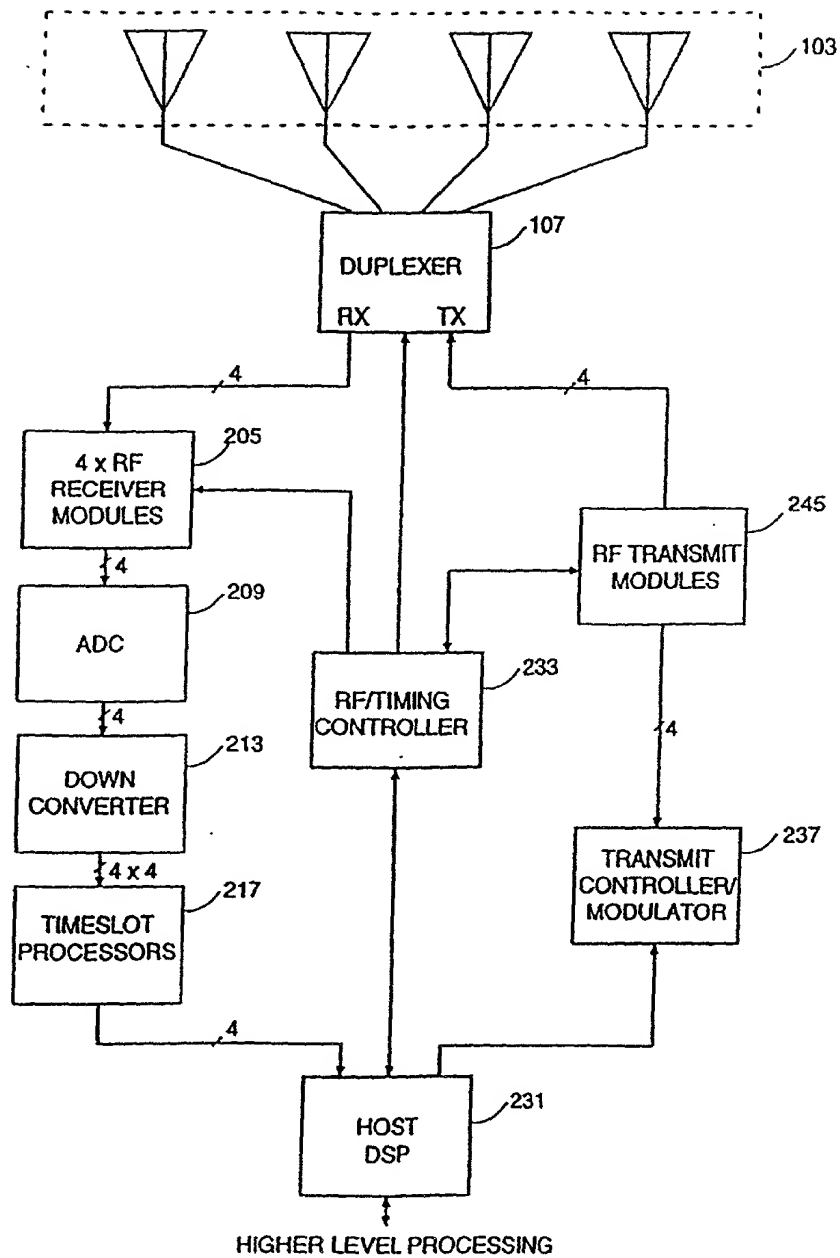 103
107
DUPLEXER
RX TX
4
4
205
4 x RF
RECEIVER
MODULES
245
RF TRANSMIT
MODULES
4
209
ADC
233
RF/TIMING
CONTROLLER
4
213
DOWN
CONVERTER
4
237
TRANSMIT
CONTROLLER/
MODULATOR
4 x 4
217
TIMESLOT
PROCESSORS
4
231
HOST
DSP
HIGHER LEVEL PROCESSING